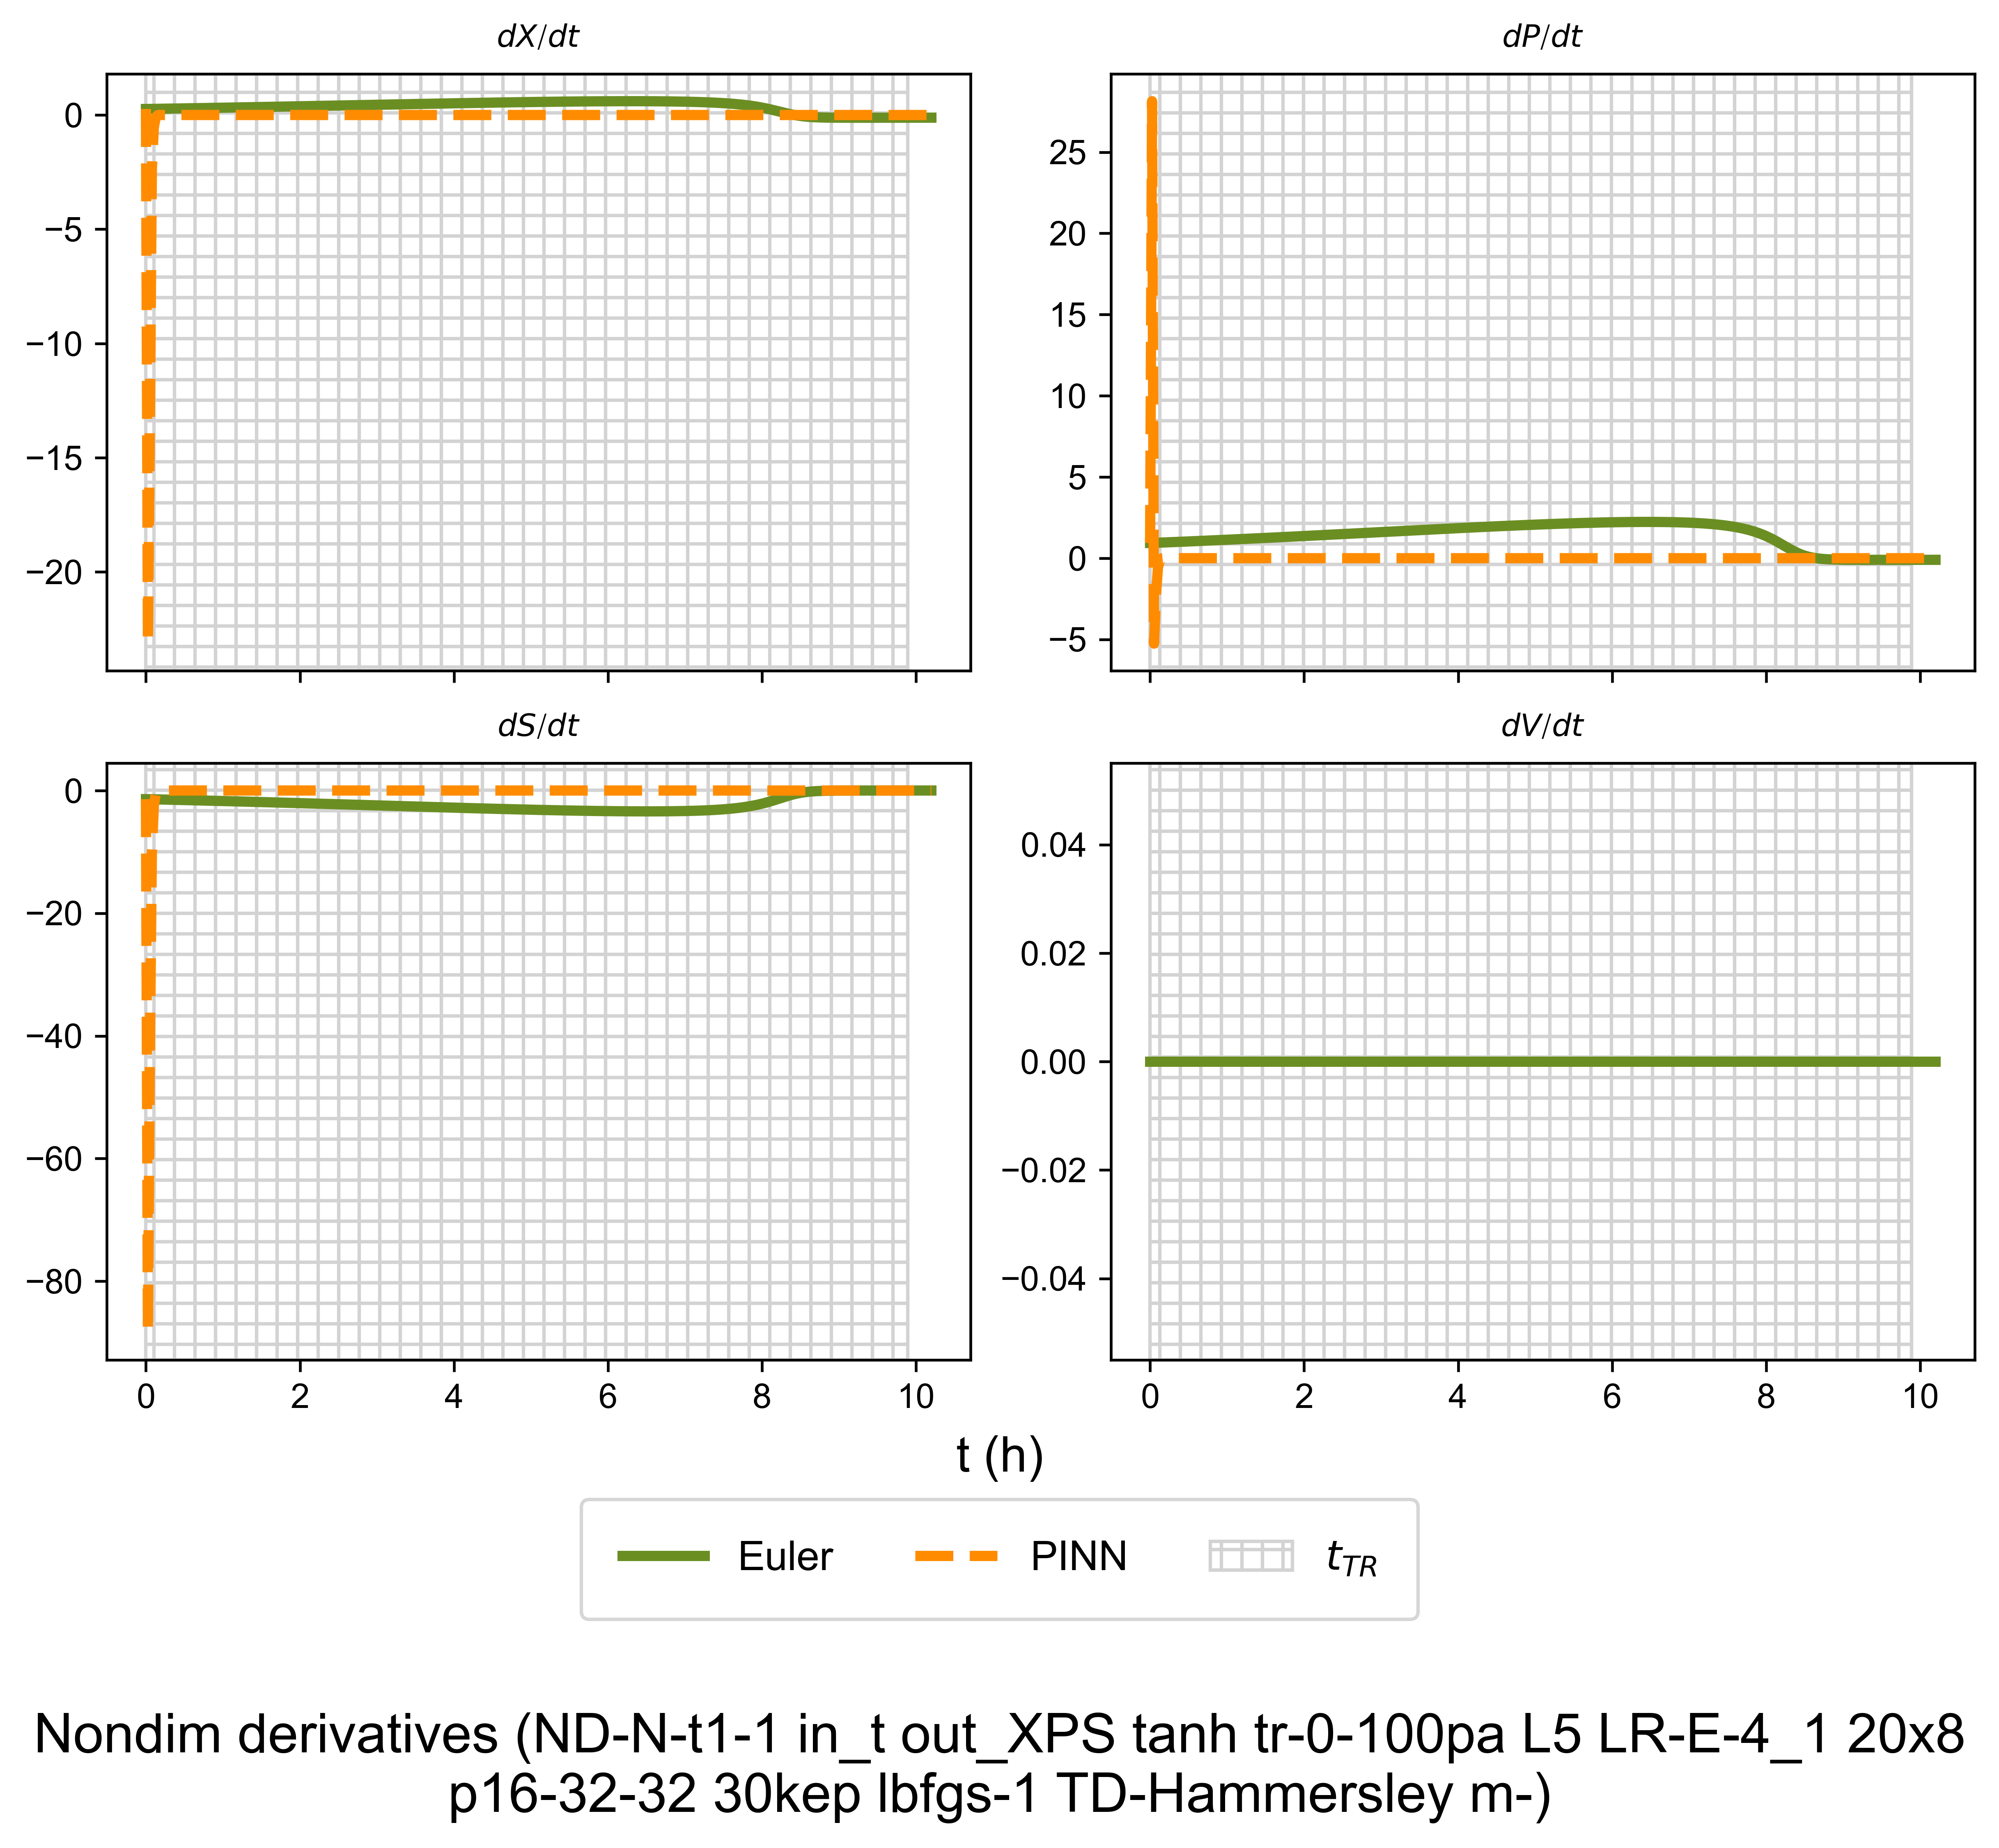 dX/dt
dP/dt
0
−5
−10
−15
−20
25
20
15
10
5
0
−5
dS/dt
dV/dt
0
−20
−40
−60
−80
0.04
0.02
0.00
−0.02
−0.04
0 2 4 6 8 10
0 2 4 6 8 10
t (h)
Euler PINN t_TR
Nondim derivatives (ND-N-t1-1 in_t out_XPS tanh tr-0-100pa L5 LR-E-4_1 20x8
p16-32-32 30kep lbfgs-1 TD-Hammersley m-)